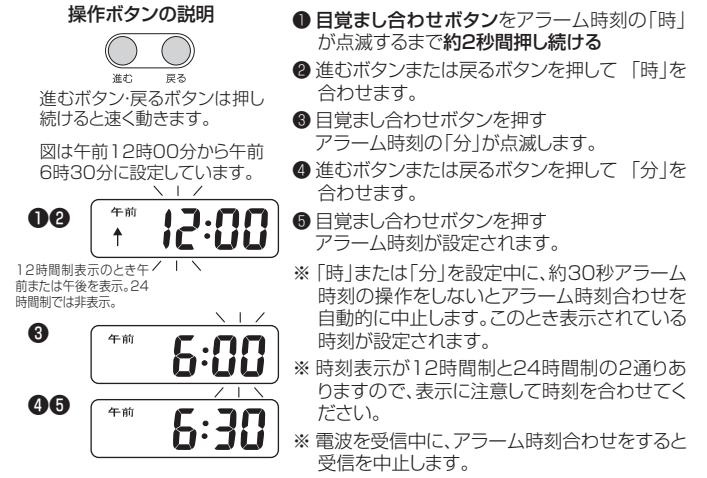 操作ボタンの説明
進む 戻る
進むボタン・戻るボタンは押し
続けると速く動きます。
図は午前12時00分から午前
6時30分に設定しています。
❶❷
午前
↑
12:00
12時間制表示のとき午
前または午後を表示。24
時間制では非表示。
❸
午前
6:00
❹❺
午前
6:30
❶ 目覚まし合わせボタンをアラーム時刻の「時」
が点滅するまで約2秒間押し続ける
❷ 進むボタンまたは戻るボタンを押して 「時」を
合わせます。
❸ 目覚まし合わせボタンを押す
アラーム時刻の「分」が点滅します。
❹ 進むボタンまたは戻るボタンを押して 「分」を
合わせます。
❺ 目覚まし合わせボタンを押す
アラーム時刻が設定されます。
※ 「時」または「分」を設定中に、約30秒アラーム
時刻の操作をしないとアラーム時刻合わせを
自動的に中止します。このとき表示されている
時刻が設定されます。
※ 時刻表示が12時間制と24時間制の2通りあ
りますので、表示に注意して時刻を合わせてく
ださい。
※ 電波を受信中に、アラーム時刻合わせをすると
受信を中止します。